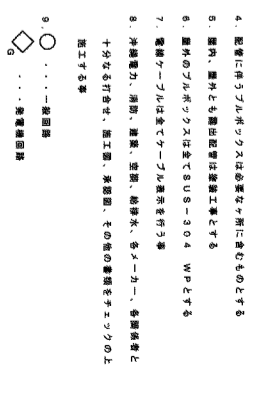 4. 配管に伴うプルボックスは必要なヶ所に含むものとする
5. 屋内、屋外とも露出配管は塗装工事とする
6. 屋外のプルボックスは全てSUS-304 WPとする
7. 電線ケーブルは全てケーブル表示を行う事
8. 沖縄電力、消防、建築、空調、給排水、各メーカー、各関係者と
十分なる打合せ、施工図、承認図、その他の書類をチェックの上
施工する事
9. ・・・一般回路
G ・・・発電機回路